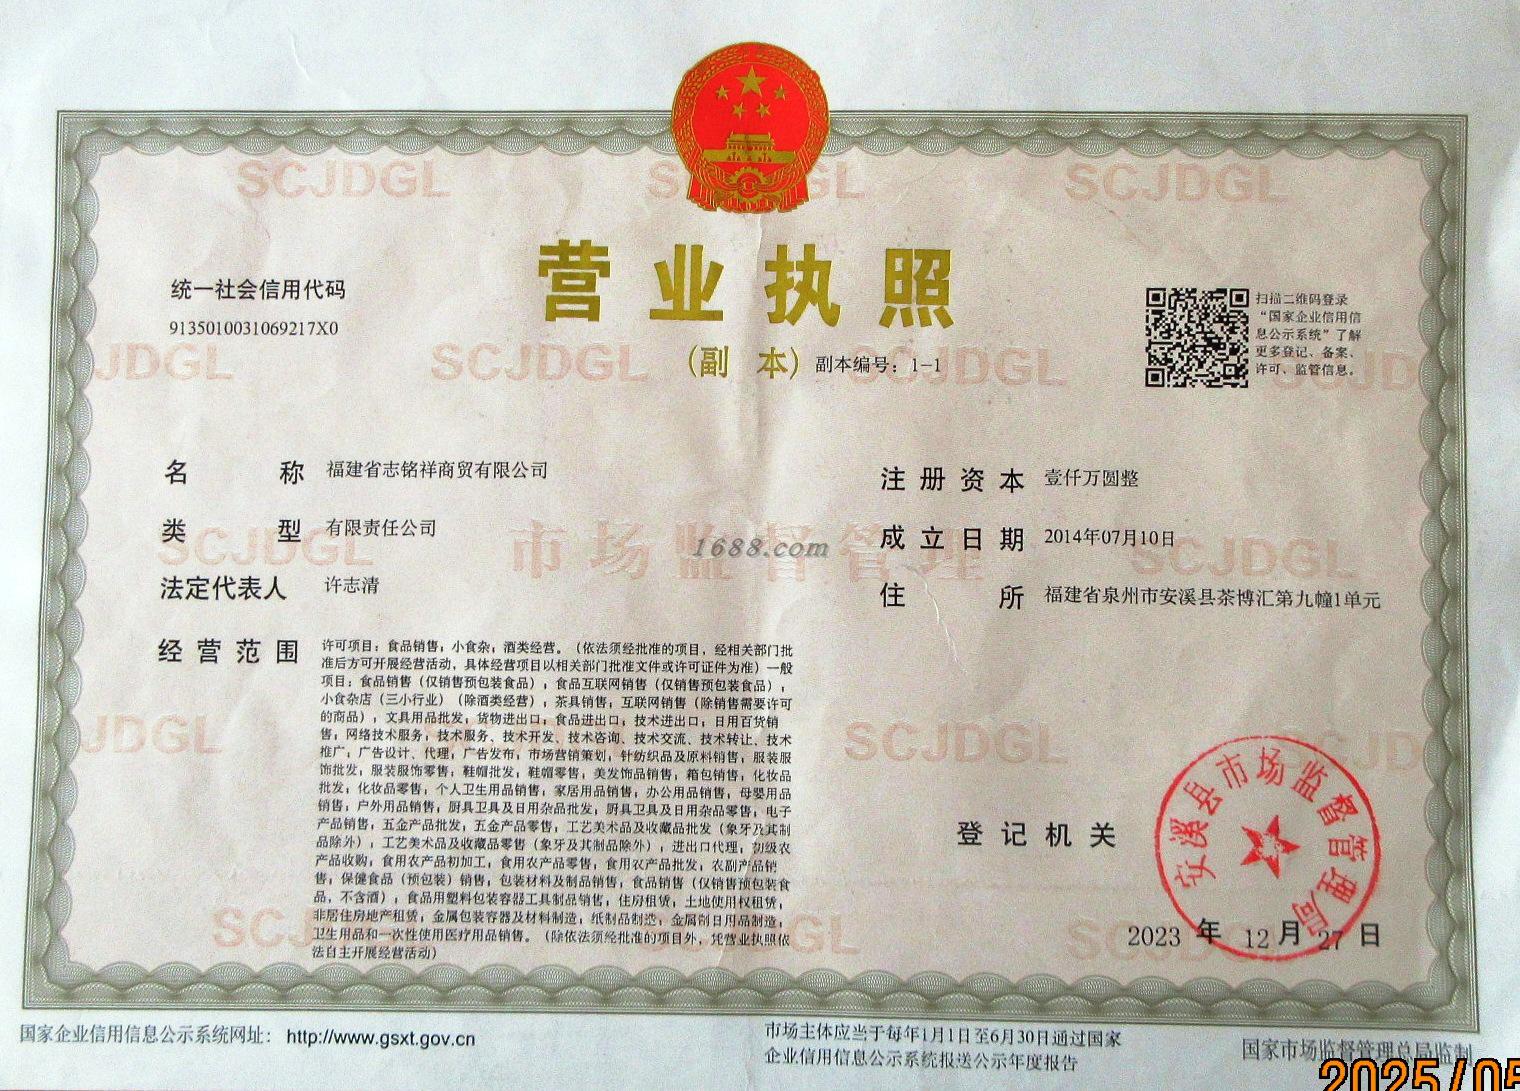 SCJDGL SCJDGL SCJDGL
营业执照
统一社会信用代码
9135010031069217X0
(副 本) 副本编号：1-1
扫描二维码登录
“国家企业信用信
息公示系统”了解
更多登记、备案、
许可、监管信息。
JDGL SCJDGL SCJDGL SCJD
名 称 福建省志铭祥商贸有限公司
注册资本 壹仟万圆整
类 型 有限责任公司
成立日期 2014年07月10日
SCJDGL 市场监督管理 SCJDGL
1688.com
法定代表人 许志清
住 所 福建省泉州市安溪县茶博汇第九幢1单元
经营范围 许可项目：食品销售，小食杂，酒类经营。（依法须经批准的项目，经相关部门批
准后方可开展经营活动，具体经营项目以相关部门批准文件或许可证件为准）一般
项目：食品销售（仅销售预包装食品），食品互联网销售（仅销售预包装食品），
小食杂店（三小行业）（除酒类经营），茶具销售，互联网销售（除销售需要许可
的商品），文具用品批发，货物进出口，食品进出口，技术进出口，日用百货销
售，网络技术服务，技术服务、技术开发、技术咨询、技术交流、技术转让、技术
推广，广告设计、代理，广告发布，市场营销策划，针纺织品及原料销售，服装服
饰批发，服装服饰零售，鞋帽批发，鞋帽零售，美发饰品销售，箱包销售，化妆品
批发，化妆品零售，个人卫生用品销售，家居用品销售，办公用品销售，母婴用品
销售，户外用品销售，厨具卫具及日用杂品批发，厨具卫具及日用杂品零售，电子
产品销售，五金产品批发，五金产品零售，工艺美术品及收藏品批发（象牙及其制
品除外），工艺美术品及收藏品零售（象牙及其制品除外），进出口代理，初级农
产品收购，食用农产品初加工，食用农产品零售，食用农产品批发，农副产品销
售，保健食品（预包装）销售，包装材料及制品销售，食品销售（仅销售预包装食
品，不含酒），食品用塑料包装容器工具制品销售，住房租赁，土地使用权租赁，
非居住房地产租赁，金属包装容器及材料制造，纸制品制造，金属制日用品制造，
卫生用品和一次性使用医疗用品销售。（除依法须经批准的项目外，凭营业执照依
法自主开展经营活动）
JDGL SCJDGL SCJD
登记机关
安溪县市场监督管理局
2023 年 12 月 27 日
国家企业信用信息公示系统网址： http://www.gsxt.gov.cn
市场主体应当于每年1月1日至6月30日通过国家
企业信用信息公示系统报送公示年度报告
国家市场监督管理总局监制
2025/05